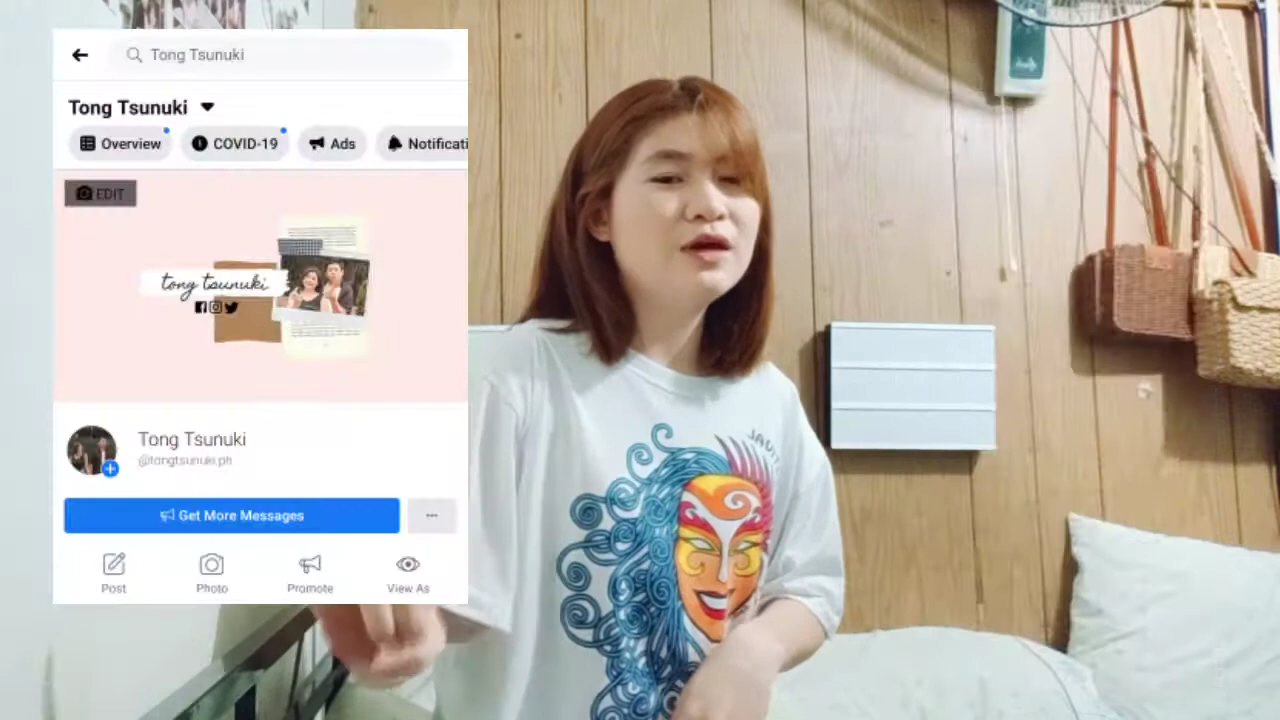 Tong Tsunuki
Tong Tsunuki
Overview COVID-19 Ads Notificati
EDIT
tong tsunuki
Tong Tsunuki
@tongtsunuki.ph
Get More Messages
Post Photo Promote View As